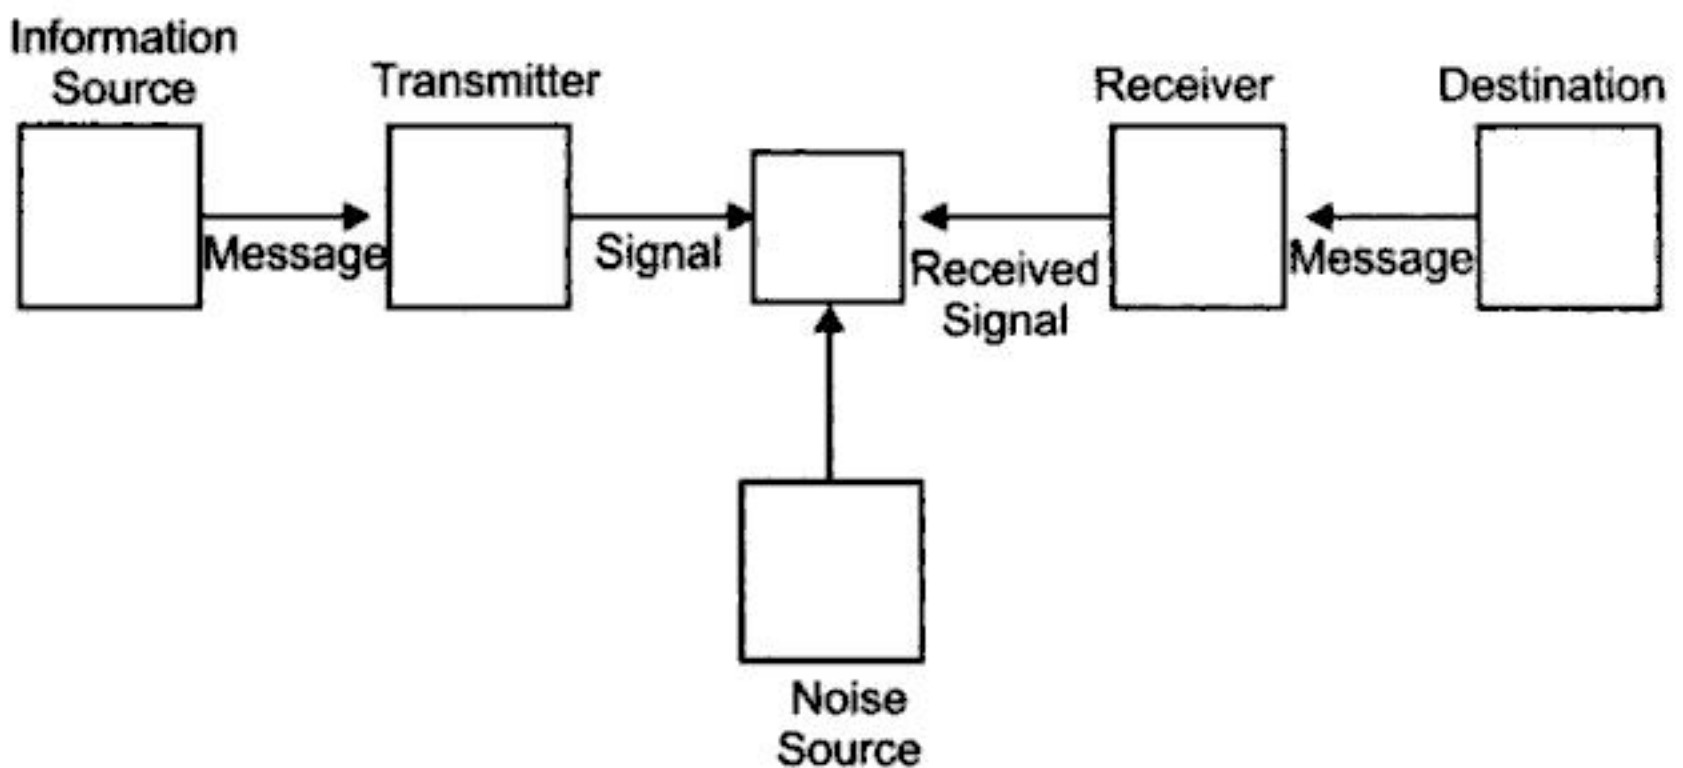 Information
Source
Transmitter
Receiver
Destination
Message
Signal
Received
Signal
Message
Noise
Source